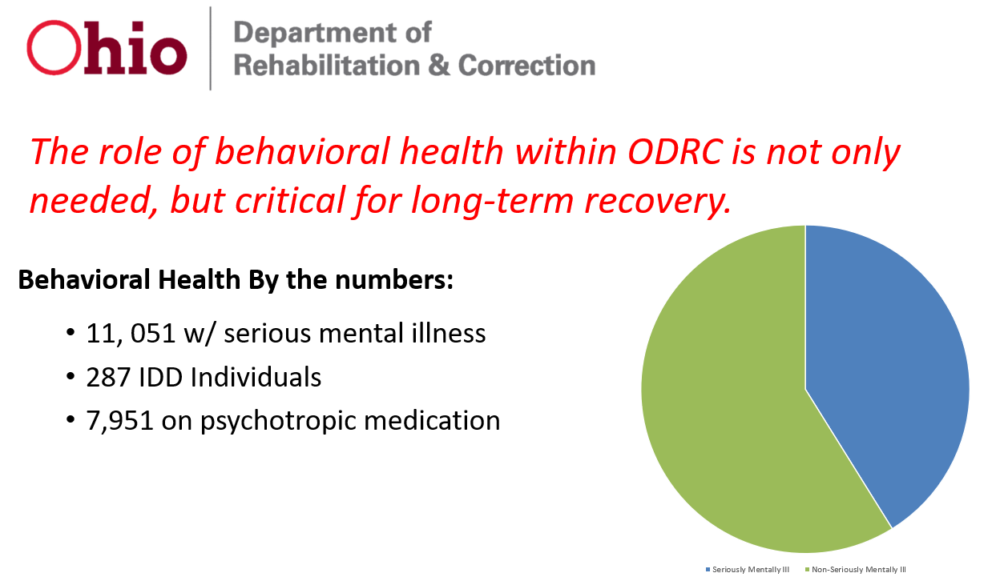 Ohio
Department of
Rehabilitation & Correction
The role of behavioral health within ODRC is not only
needed, but critical for long-term recovery.
Behavioral Health By the numbers:
• 11, 051 w/ serious mental illness
• 287 IDD Individuals
• 7,951 on psychotropic medication
Seriously Mentally Ill Non-Seriously Mentally Ill